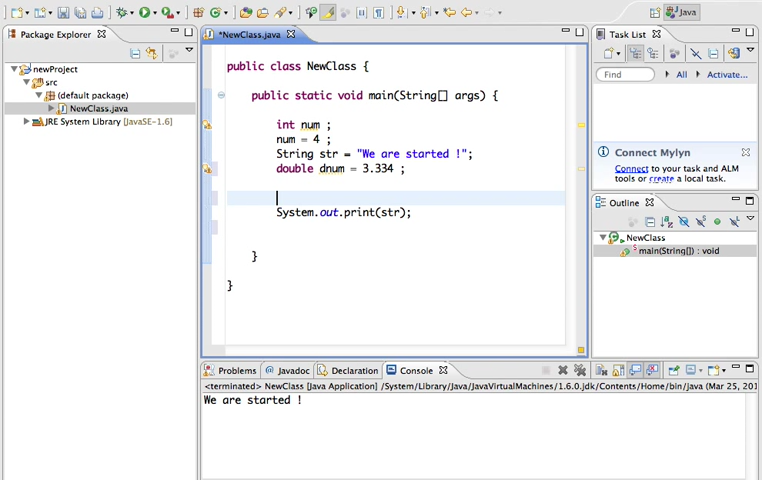 Java
Package Explorer
newProject
src
(default package)
NewClass.java
JRE System Library [JavaSE-1.6]
*NewClass.java
public class NewClass {
public static void main(String[] args) {
int num ;
num = 4 ;
String str = "We are started !";
double dnum = 3.334 ;
System.out.print(str);
}
}
Task List
Find
All
Activate...
Connect Mylyn
Connect to your task and ALM
tools or create a local task.
Outline
NewClass
main(String[]) : void
Problems
@ Javadoc
Declaration
Console
<terminated> NewClass [Java Application] /System/Library/Java/JavaVirtualMachines/1.6.0.jdk/Contents/Home/bin/java (Mar 25, 201
We are started !